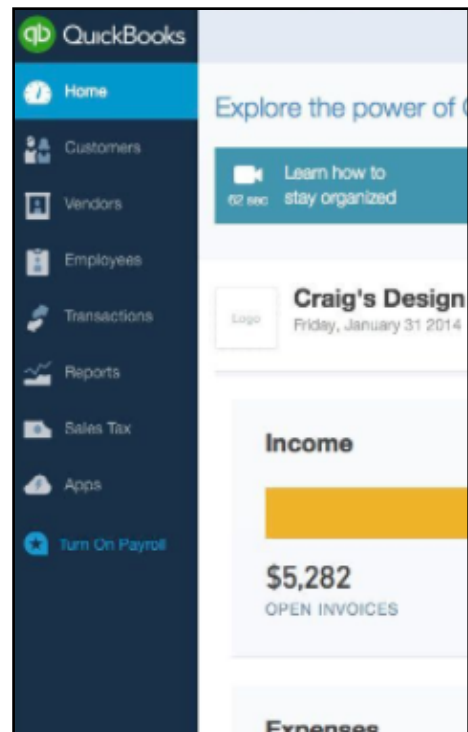 qb QuickBooks
Home
Customers
Vendors
Employees
Transactions
Reports
Sales Tax
Apps
Turn On Payroll
Explore the power of
Learn how to
62 sec stay organized
Logo
Craig's Design
Friday, January 31 2014
Income
$5,282
OPEN INVOICES
Expenses